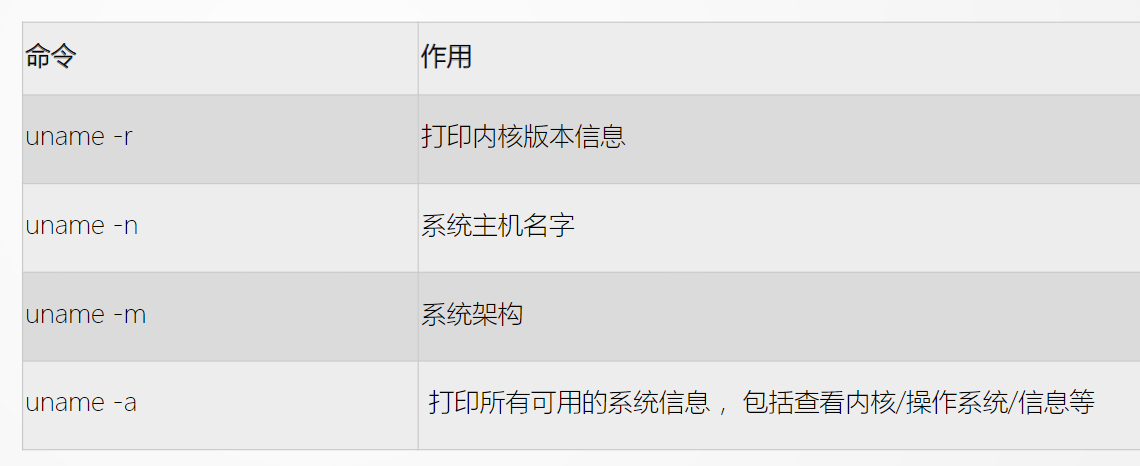 命令 作用
uname -r 打印内核版本信息
uname -n 系统主机名字
uname -m 系统架构
uname -a 打印所有可用的系统信息 ，包括查看内核/操作系统/信息等